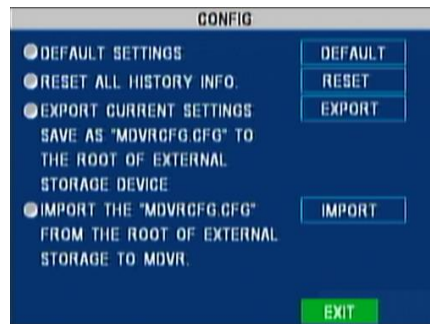 CONFIG
DEFAULT SETTINGS DEFAULT
RESET ALL HISTORY INFO. RESET
EXPORT CURRENT SETTINGS EXPORT
SAVE AS "MDVRCFG.CFG" TO
THE ROOT OF EXTERNAL
STORAGE DEVICE
IMPORT THE "MDVRCFG.CFG" IMPORT
FROM THE ROOT OF EXTERNAL
STORAGE TO MDVR.
EXIT